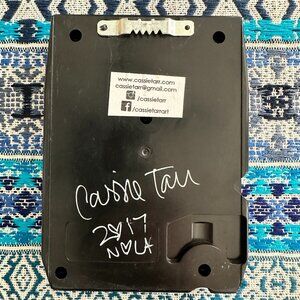 www.cassietarr.com
cassietarr@gmail.com
/cassietarr
/cassietarrart
Cassie Tarr
2017
NOLA